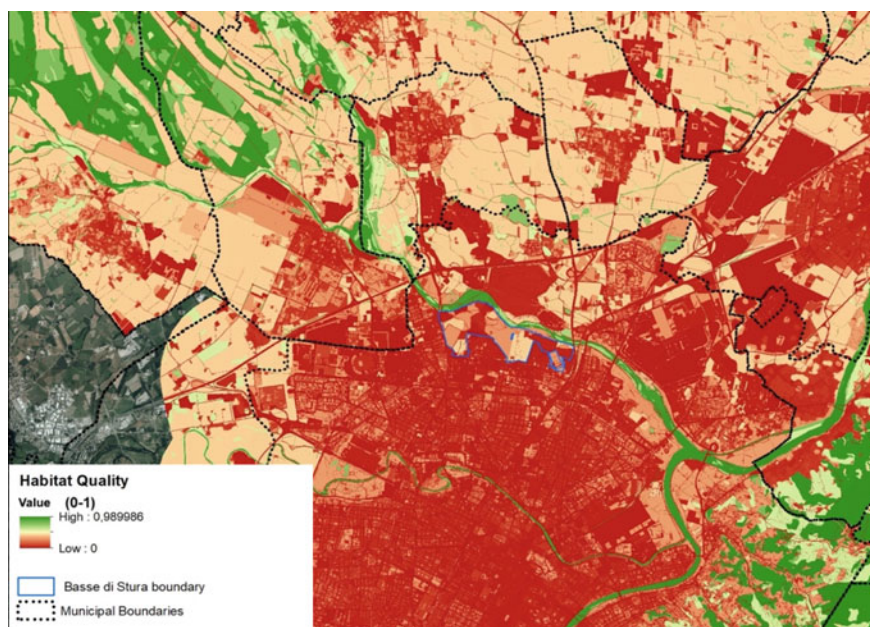 Habitat Quality
Value (0-1)
High : 0,989986
Low : 0
Basse di Stura boundary
Municipal Boundaries